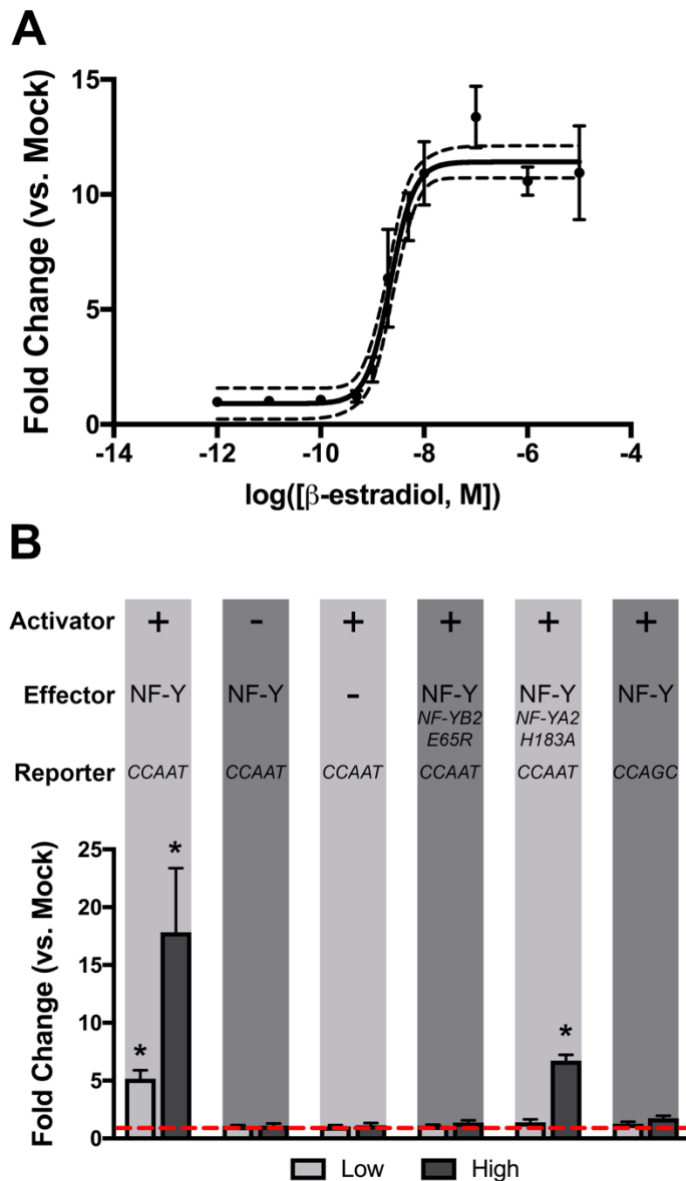 A
Fold Change (vs. Mock)
15
10
5
0
-14
-12
-10
-8
-6
-4
log([β-estradiol, M])
B
Activator + - + + + +
Effector NF-Y NF-Y - NF-Y NF-Y NF-Y
NF-YB2 NF-YA2
E65R H183A
Reporter CCAAT CCAAT CCAAT CCAAT CCAAT CCAGC
Fold Change (vs. Mock)
25
20
15
10
5
0
* * *
Low High